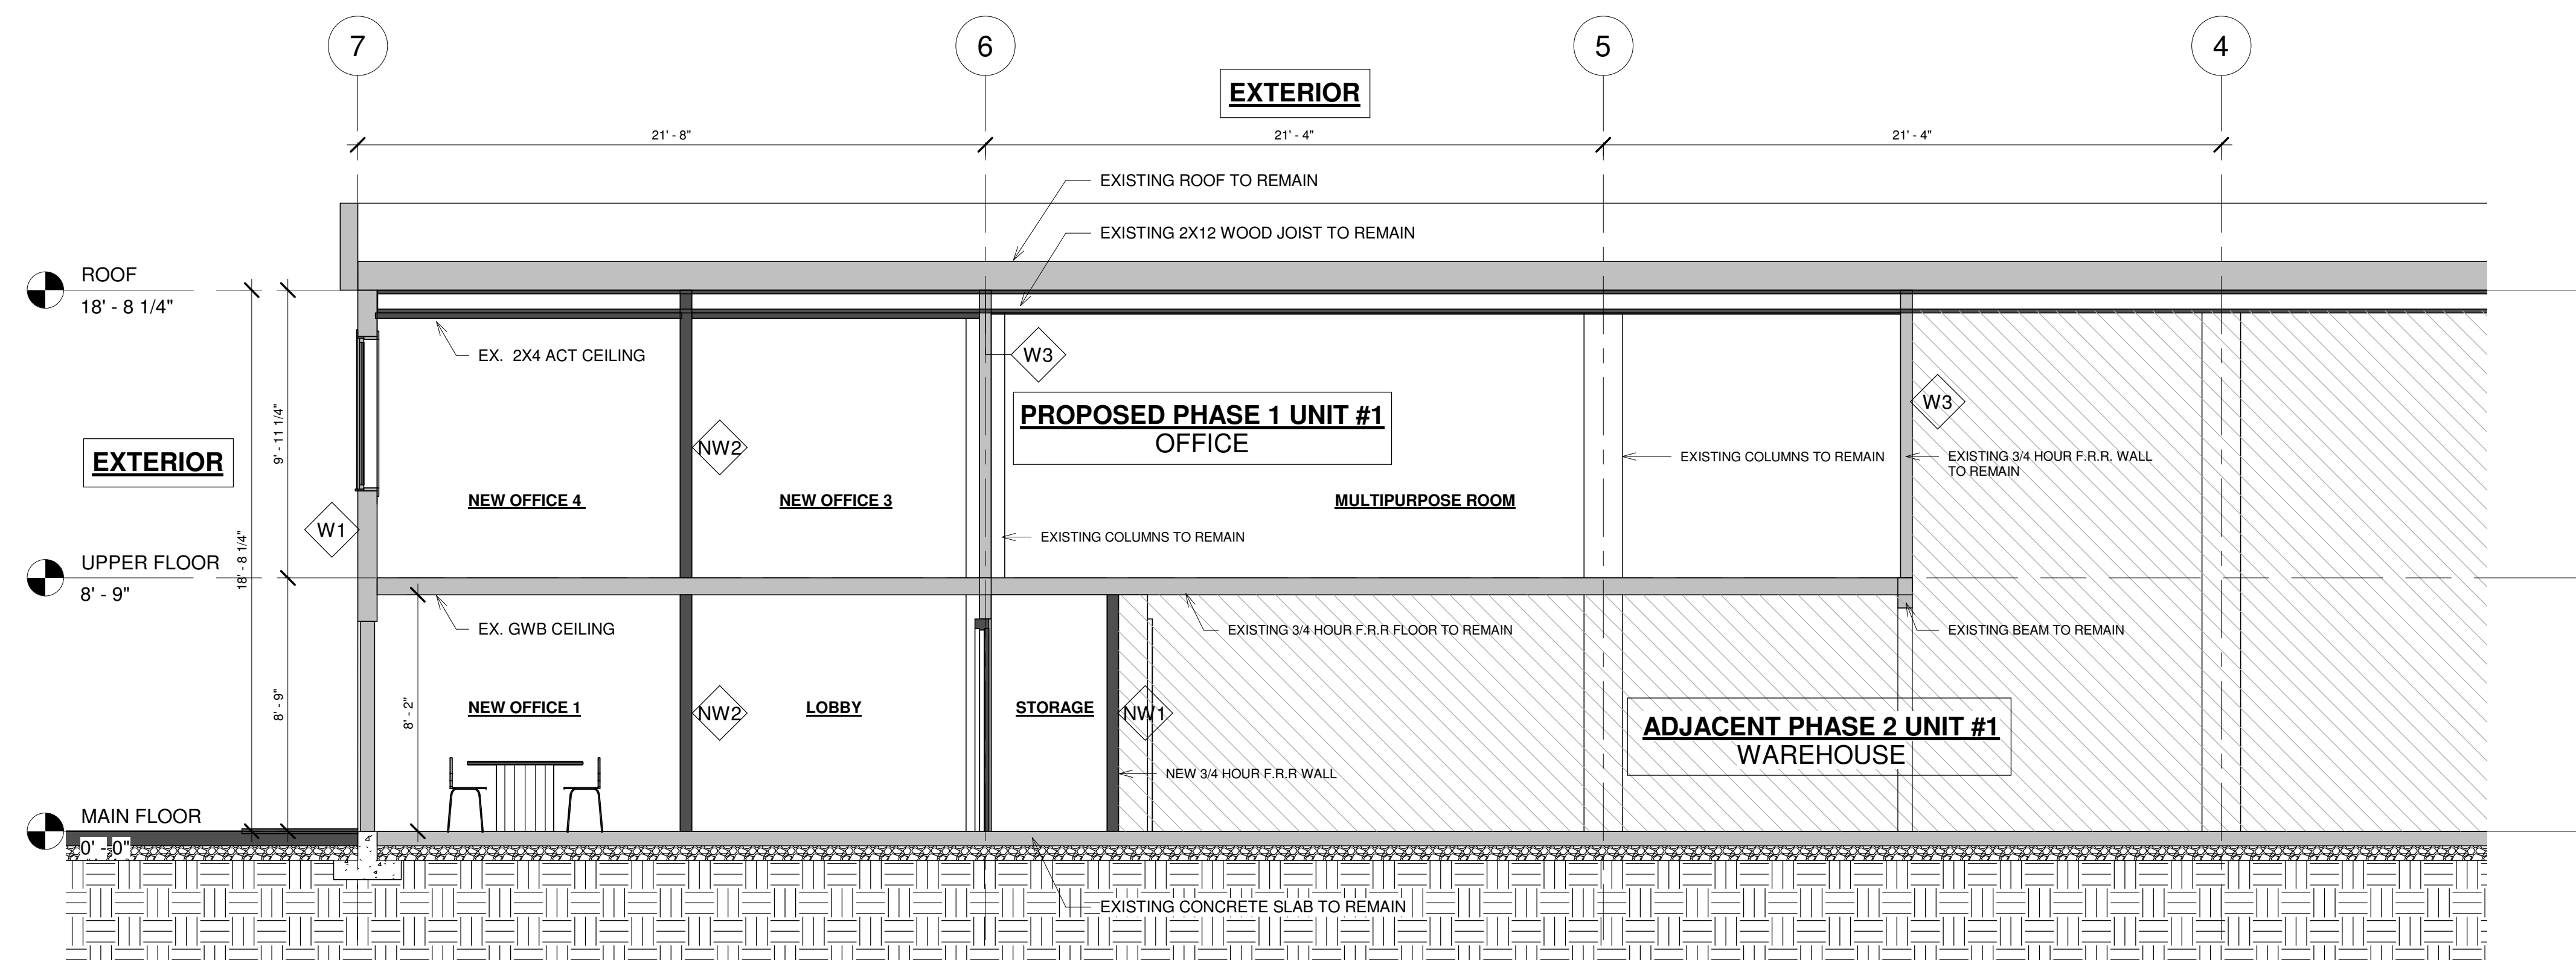 7
6
5
4
EXTERIOR
21' - 8"
21' - 4"
21' - 4"
EXISTING ROOF TO REMAIN
EXISTING 2X12 WOOD JOIST TO REMAIN
ROOF
18' - 8 1/4"
EX.  2X4 ACT CEILING
W3
PROPOSED PHASE 1 UNIT #1
OFFICE
W3
EXTERIOR
9' - 11 1/4"
NW2
EXISTING COLUMNS TO REMAIN
EXISTING 3/4 HOUR F.R.R. WALL
TO REMAIN
NEW OFFICE 4
NEW OFFICE 3
MULTIPURPOSE ROOM
W1
EXISTING COLUMNS TO REMAIN
18' - 8 1/4"
UPPER FLOOR
8' - 9"
EX. GWB CEILING
EXISTING 3/4 HOUR F.R.R FLOOR TO REMAIN
EXISTING BEAM TO REMAIN
8' - 9"
8' - 2"
NEW OFFICE 1
NW2
LOBBY
STORAGE
NW1
ADJACENT PHASE 2 UNIT #1
WAREHOUSE
NEW 3/4 HOUR F.R.R WALL
MAIN FLOOR
0' - 0"
EXISTING CONCRETE SLAB TO REMAIN